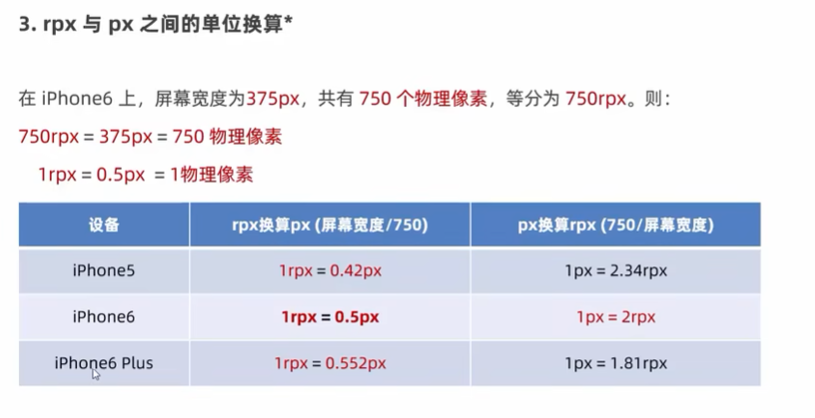 3. rpx 与 px 之间的单位换算*
在 iPhone6 上，屏幕宽度为375px，共有 750 个物理像素，等分为 750rpx。则：
750rpx = 375px = 750 物理像素
1rpx = 0.5px = 1物理像素
设备 rpx换算px (屏幕宽度/750) px换算rpx (750/屏幕宽度)
iPhone5 1rpx = 0.42px 1px = 2.34rpx
iPhone6 1rpx = 0.5px 1px = 2rpx
iPhone6 Plus 1rpx = 0.552px 1px = 1.81rpx